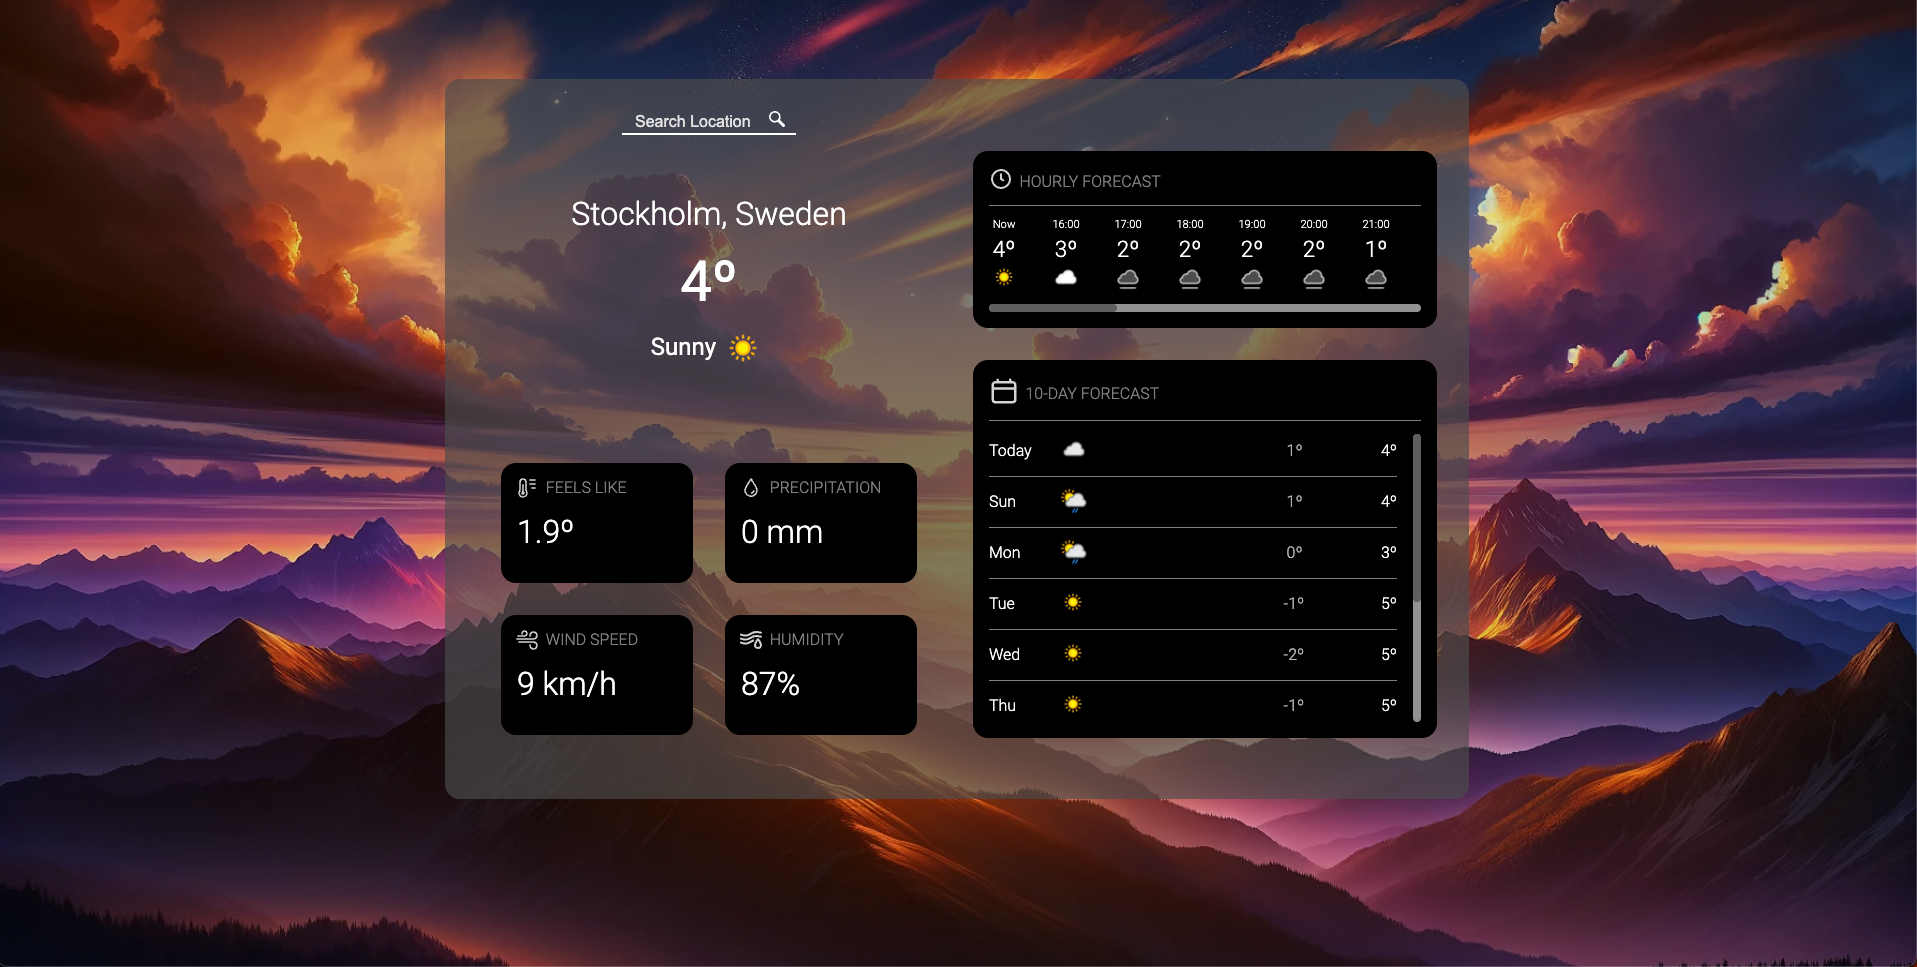 Search Location
Stockholm, Sweden
4º
Sunny
FEELS LIKE
1.9º
PRECIPITATION
0 mm
WIND SPEED
9 km/h
HUMIDITY
87%
HOURLY FORECAST
Now 16:00 17:00 18:00 19:00 20:00 21:00
4º 3º 2º 2º 2º 2º 1º
10-DAY FORECAST
Today 1º 4º
Sun 1º 4º
Mon 0º 3º
Tue -1º 5º
Wed -2º 5º
Thu -1º 5º